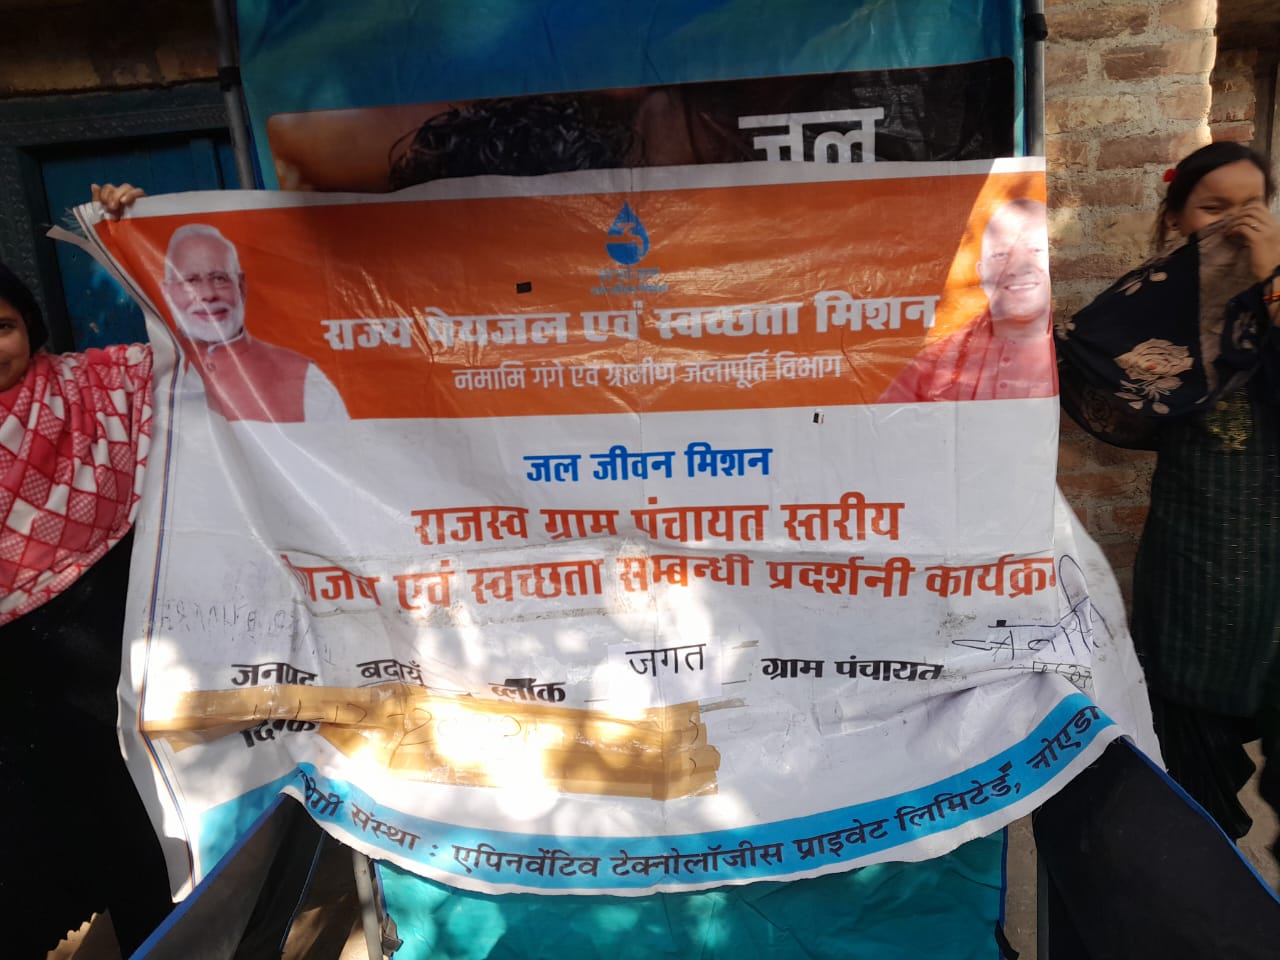 जल
राज्य पेयजल एवं स्वच्छता मिशन
नमामि गंगे एवं ग्रामीण जलापूर्ति विभाग
जल जीवन मिशन
राजस्व ग्राम पंचायत स्तरीय
एवं स्वच्छता सम्बन्धी प्रदर्शनी कार्यक्र
जनपद बदायूँ ब्लॉक जगत ग्राम पंचायत
दिनांक
संस्था : एपिनवेंटिव टेक्नोलॉजीस प्राइवेट लिमिटेड, नोएडा